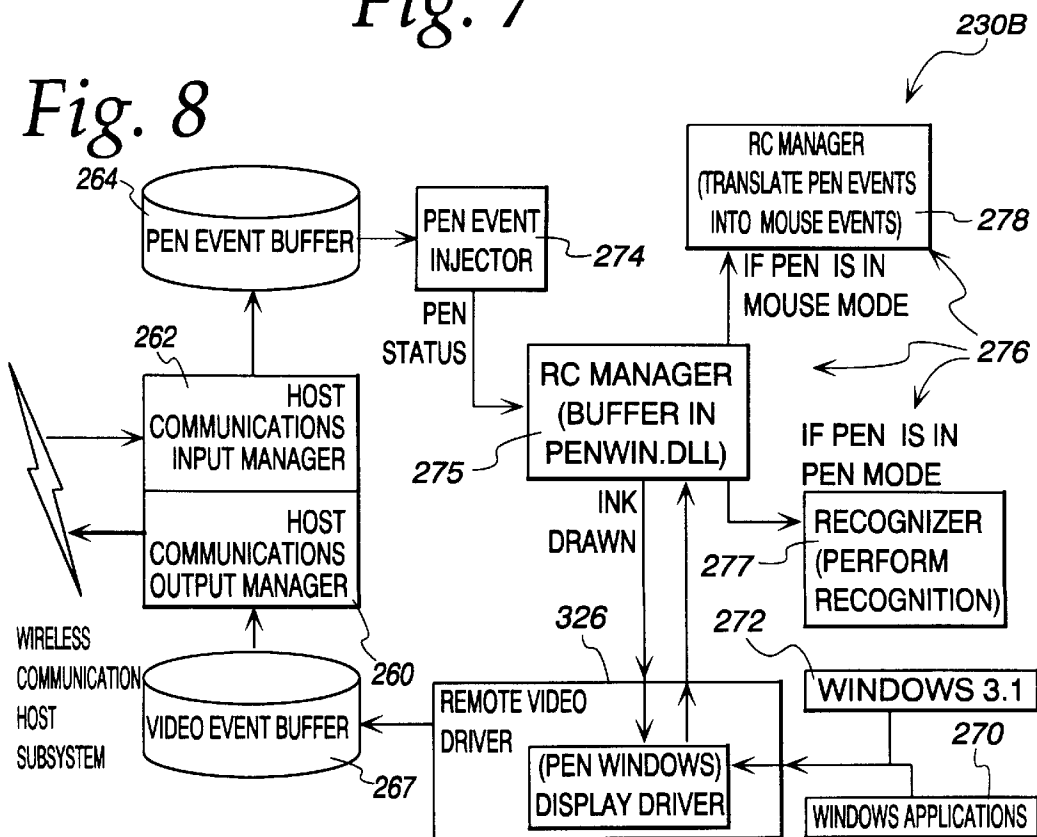 Fig. 7
230B
Fig. 8
264
PEN EVENT BUFFER
PEN EVENT
INJECTOR
274
RC MANAGER
(TRANSLATE PEN EVENTS
INTO MOUSE EVENTS)
278
IF PEN IS IN
MOUSE MODE
PEN
STATUS
276
262
HOST
COMMUNICATIONS
INPUT MANAGER
RC MANAGER
(BUFFER IN
PENWIN.DLL)
275
IF PEN IS IN
PEN MODE
HOST
COMMUNICATIONS
OUTPUT MANAGER
260
INK
DRAWN
RECOGNIZER
(PERFORM
RECOGNITION)
277
WIRELESS
COMMUNICATION
HOST
SUBSYSTEM
VIDEO EVENT BUFFER
267
326
REMOTE VIDEO
DRIVER
(PEN WINDOWS)
DISPLAY DRIVER
272
WINDOWS 3.1
270
WINDOWS APPLICATIONS